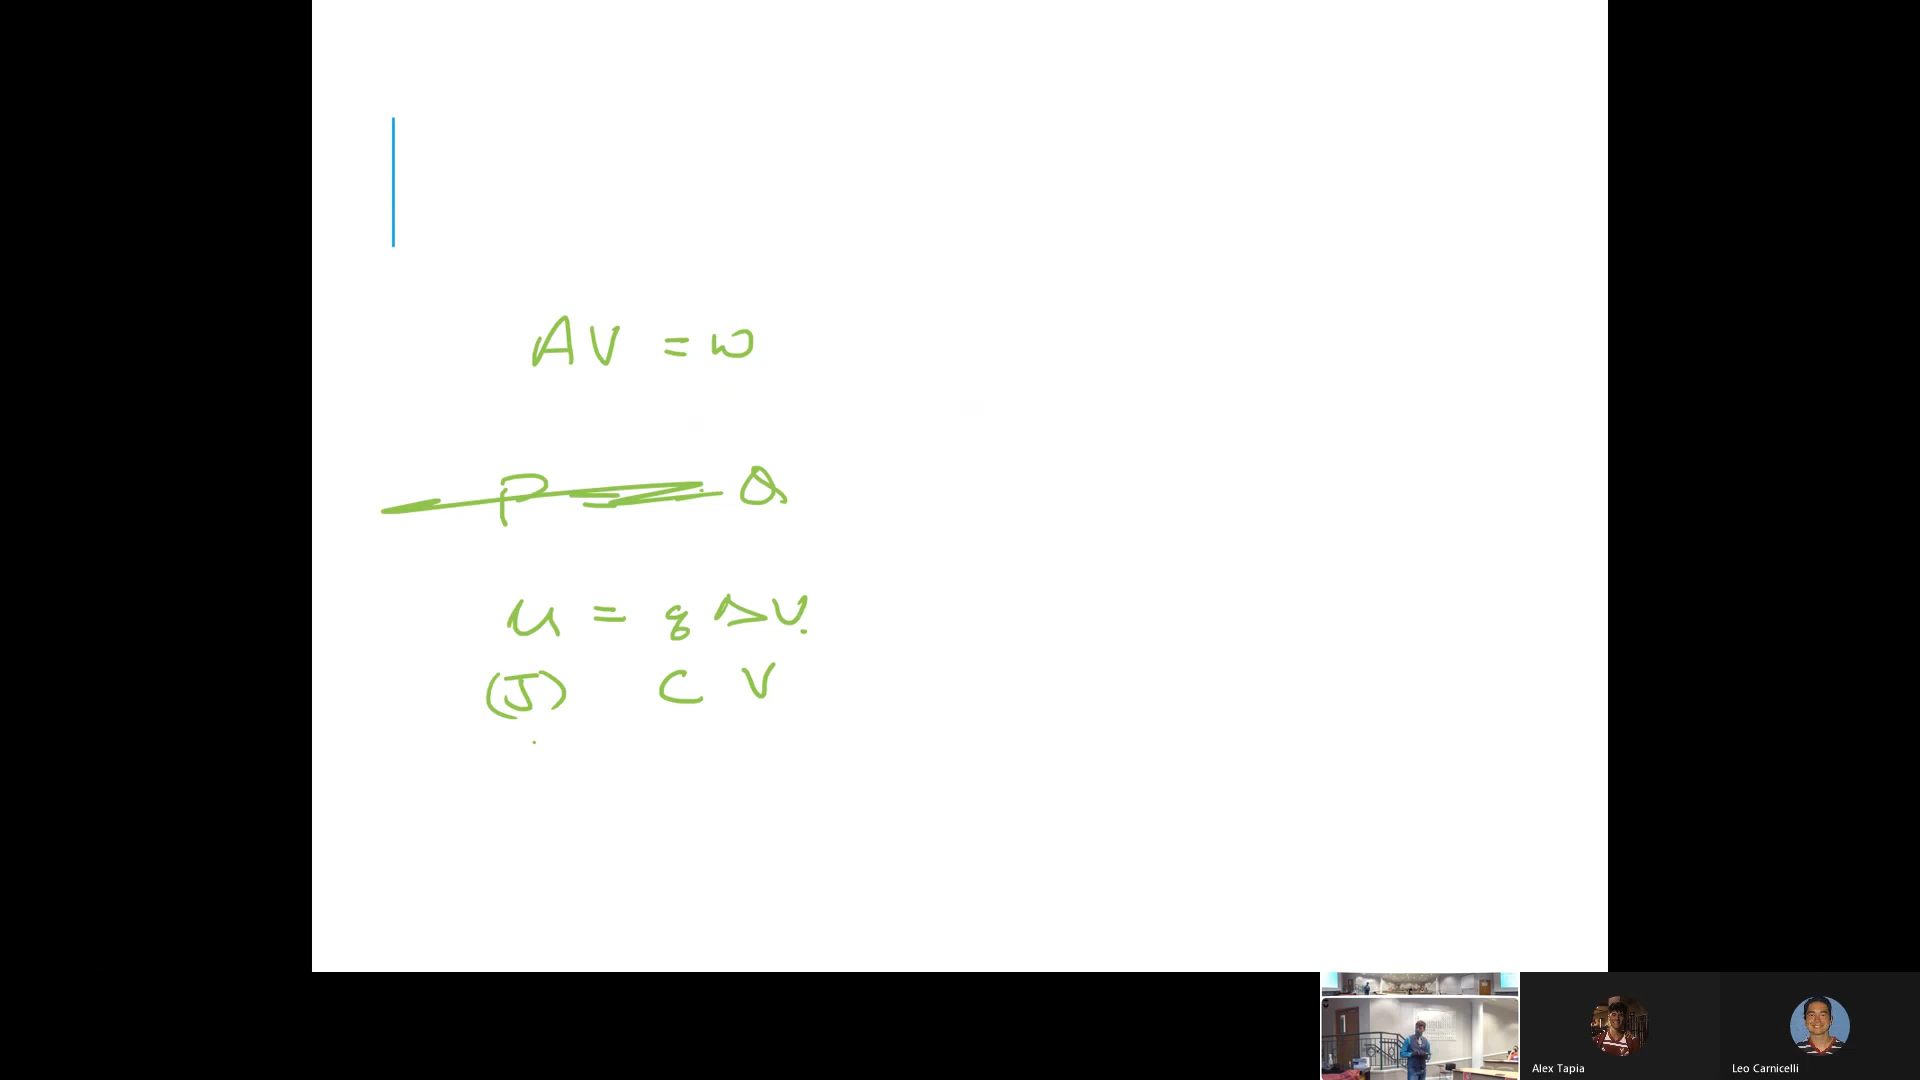 AV = W
P = Q
u = q ΔV.
(J) C V
Alex Tapia
Leo Carnicelli